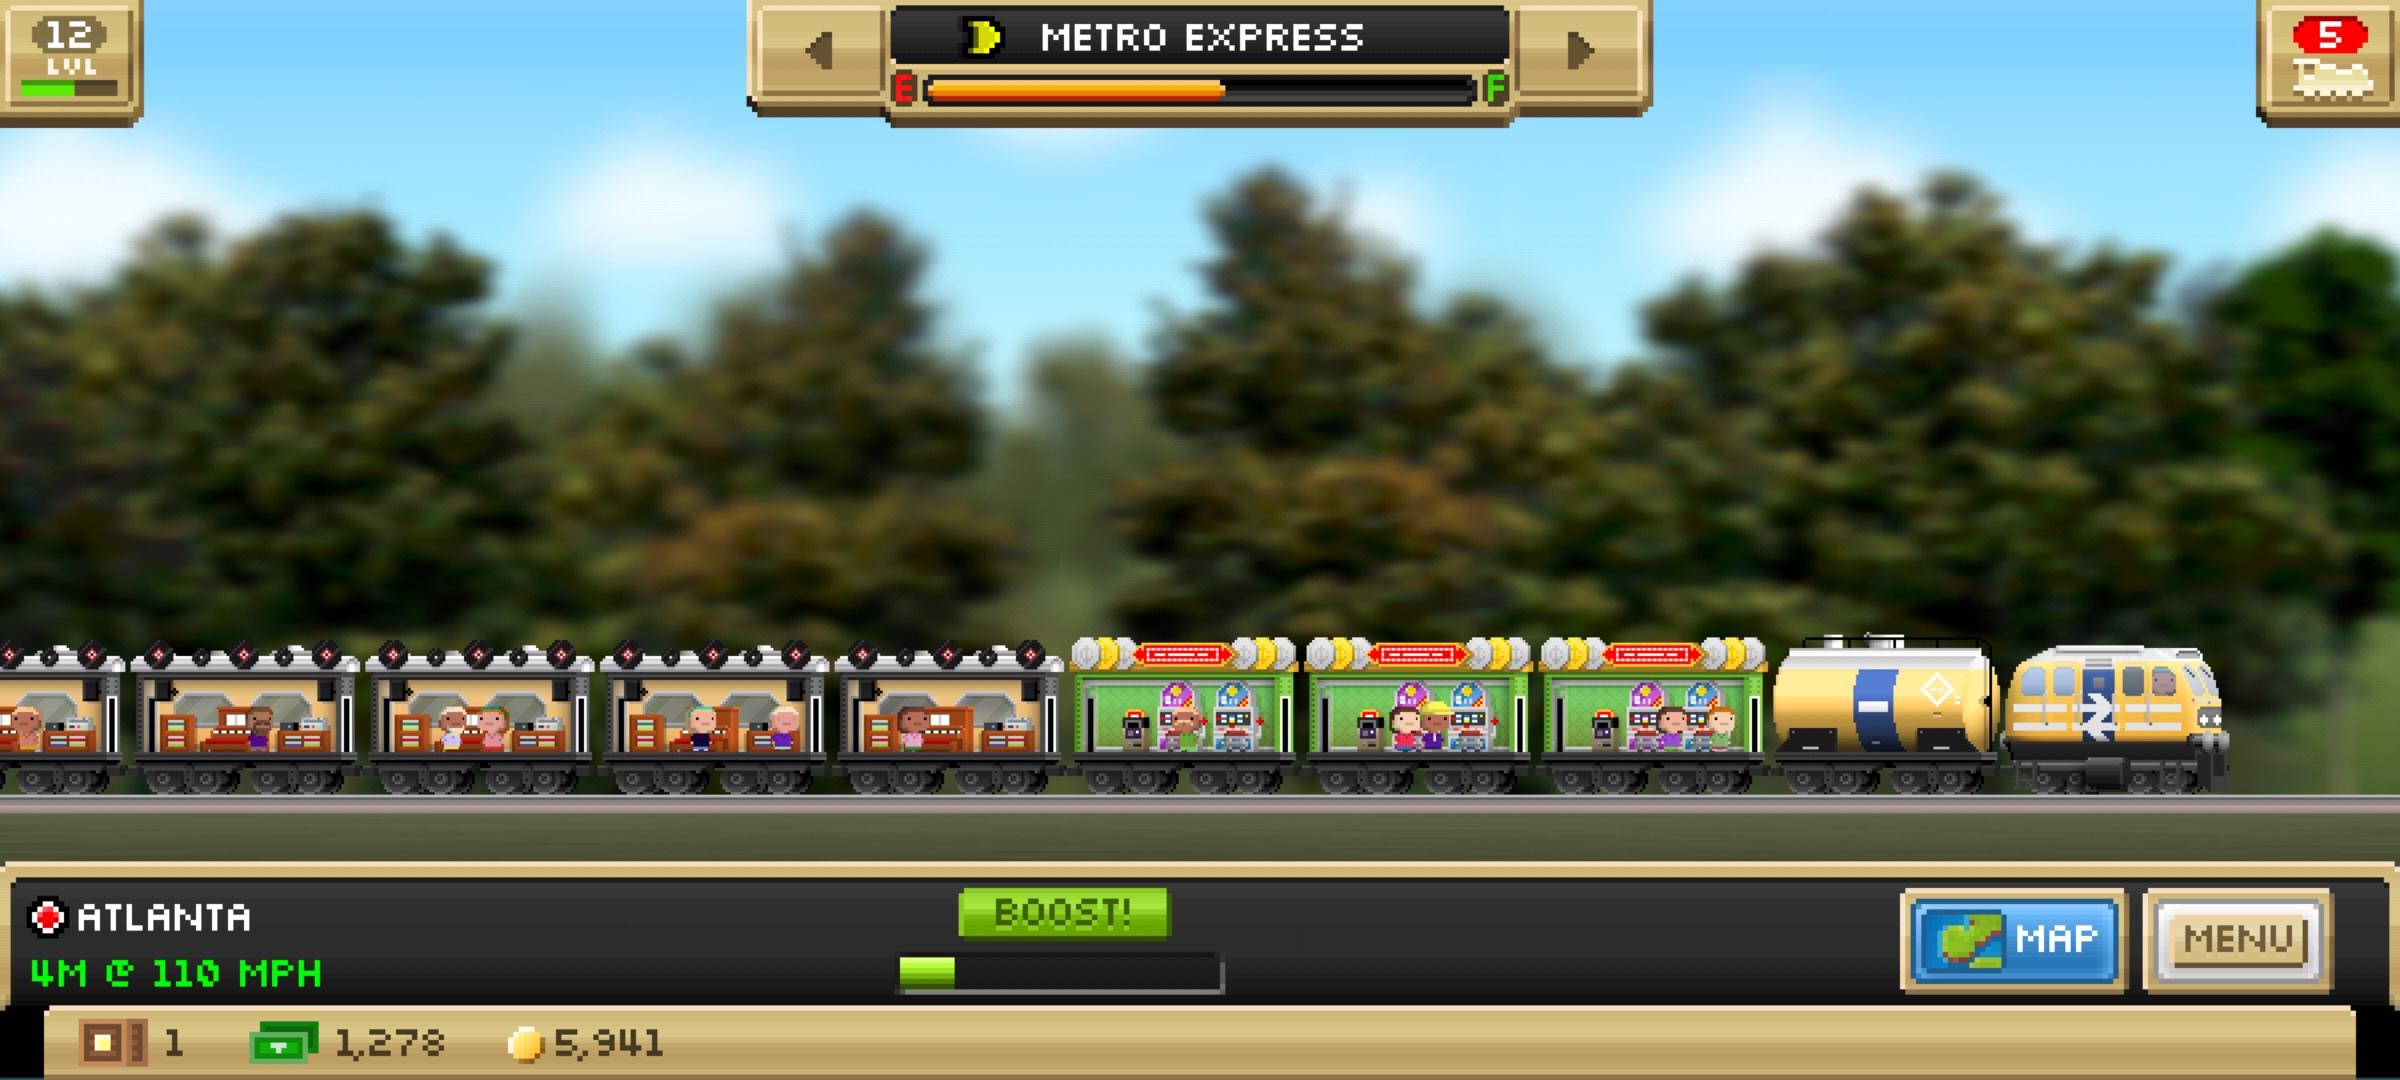 12
LVL
METRO EXPRESS
E F
5
ATLANTA
4M @ 110 MPH
BOOST!
MAP
MENU
1 1,278 5,941